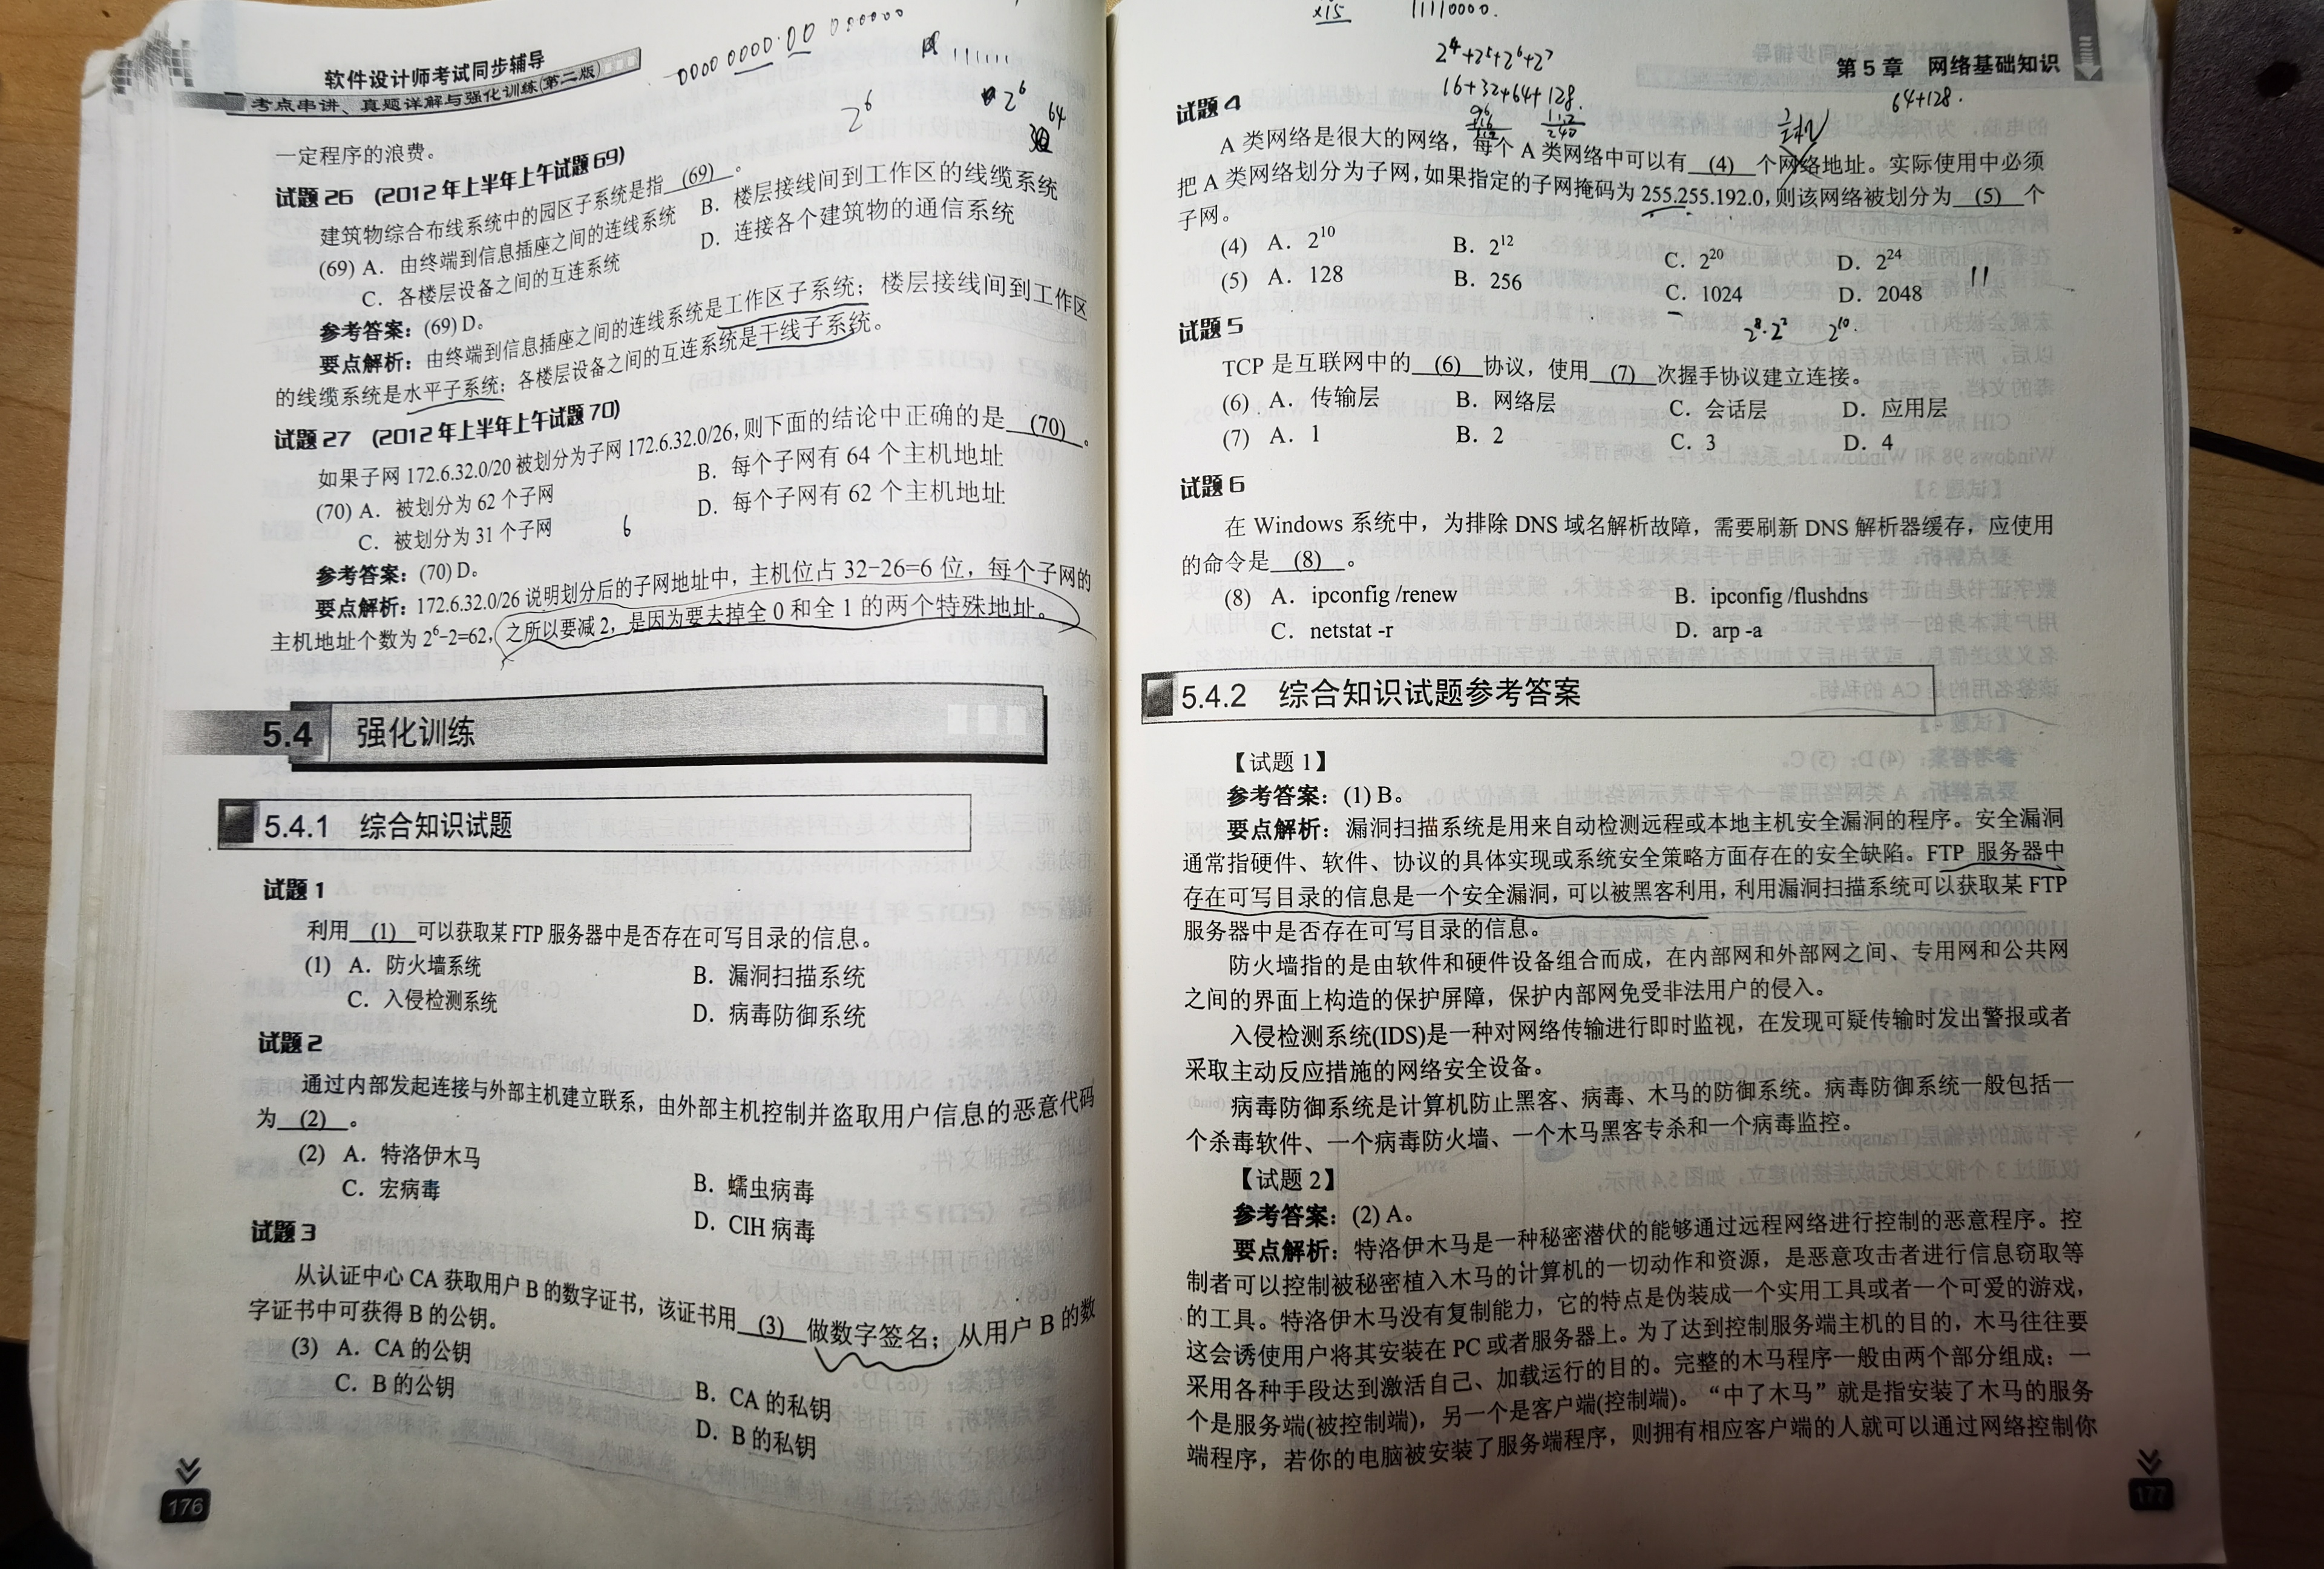 软件设计师考试同步辅导
考点串讲、真题详解与强化训练(第二版)
0000 0000·00 000000
2⁶
2⁶
64
一定程序的浪费。
试题26 (2012年上半年上午试题69)
建筑物综合布线系统中的园区子系统是指 (69) 。
(69) A. 由终端到信息插座之间的连线系统 B. 楼层接线间到工作区的线缆系统
C. 各楼层设备之间的互连系统 D. 连接各个建筑物的通信系统
参考答案：(69) D。
要点解析：由终端到信息插座之间的连线系统是工作区子系统；楼层接线间到工作区
的线缆系统是水平子系统；各楼层设备之间的互连系统是干线子系统。
试题27 (2012年上半年上午试题70)
如果子网 172.6.32.0/20 被划分为子网 172.6.32.0/26，则下面的结论中正确的是 (70) 。
(70) A. 被划分为 62 个子网 B. 每个子网有 64 个主机地址
C. 被划分为 31 个子网 D. 每个子网有 62 个主机地址
6
参考答案：(70) D。
要点解析：172.6.32.0/26 说明划分后的子网地址中，主机位占 32-26=6 位，每个子网的
主机地址个数为 2⁶-2=62，之所以要减 2，是因为要去掉全 0 和全 1 的两个特殊地址。
5.4 强化训练
5.4.1 综合知识试题
试题1
利用 (1) 可以获取某 FTP 服务器中是否存在可写目录的信息。
(1) A. 防火墙系统 B. 漏洞扫描系统
C. 入侵检测系统 D. 病毒防御系统
试题2
通过内部发起连接与外部主机建立联系，由外部主机控制并盗取用户信息的恶意代码
为 (2) 。
(2) A. 特洛伊木马 B. 蠕虫病毒
C. 宏病毒 D. CIH 病毒
试题3
从认证中心 CA 获取用户 B 的数字证书，该证书用 (3) 做数字签名；从用户 B 的数
字证书中可获得 B 的公钥。
(3) A. CA 的公钥 B. CA 的私钥
C. B 的公钥 D. B 的私钥
176
×15 11110000.
2⁴+2⁵+2⁶+2⁷
16+32+64+128.
112
240
64+128.
第 5 章 网络基础知识
试题4
主机
A 类网络是很大的网络，每个 A 类网络中可以有 (4) 个网络地址。实际使用中必须
把 A 类网络划分为子网，如果指定的子网掩码为 255.255.192.0，则该网络被划分为 (5) 个
子网。
(4) A. 2¹⁰ B. 2¹² C. 2²⁰ D. 2²⁴
(5) A. 128 B. 256 C. 1024 D. 2048
11
2⁸·2² 2¹⁰.
试题5
TCP 是互联网中的 (6) 协议，使用 (7) 次握手协议建立连接。
(6) A. 传输层 B. 网络层 C. 会话层 D. 应用层
(7) A. 1 B. 2 C. 3 D. 4
试题6
在 Windows 系统中，为排除 DNS 域名解析故障，需要刷新 DNS 解析器缓存，应使用
的命令是 (8) 。
(8) A. ipconfig /renew B. ipconfig /flushdns
C. netstat -r D. arp -a
5.4.2 综合知识试题参考答案
【试题 1】
参考答案：(1) B。
要点解析：漏洞扫描系统是用来自动检测远程或本地主机安全漏洞的程序。安全漏洞
通常指硬件、软件、协议的具体实现或系统安全策略方面存在的安全缺陷。FTP 服务器中
存在可写目录的信息是一个安全漏洞，可以被黑客利用，利用漏洞扫描系统可以获取某 FTP
服务器中是否存在可写目录的信息。
防火墙指的是由软件和硬件设备组合而成，在内部网和外部网之间、专用网和公共网
之间的界面上构造的保护屏障，保护内部网免受非法用户的侵入。
入侵检测系统(IDS)是一种对网络传输进行即时监视，在发现可疑传输时发出警报或者
采取主动反应措施的网络安全设备。
病毒防御系统是计算机防止黑客、病毒、木马的防御系统。病毒防御系统一般包括一
个杀毒软件、一个病毒防火墙、一个木马黑客专杀和一个病毒监控。
【试题 2】
参考答案：(2) A。
要点解析：特洛伊木马是一种秘密潜伏的能够通过远程网络进行控制的恶意程序。控
制者可以控制被秘密植入木马的计算机的一切动作和资源，是恶意攻击者进行信息窃取等
的工具。特洛伊木马没有复制能力，它的特点是伪装成一个实用工具或者一个可爱的游戏，
这会诱使用户将其安装在 PC 或者服务器上。为了达到控制服务端主机的目的，木马往往要
采用各种手段达到激活自己、加载运行的目的。完整的木马程序一般由两个部分组成：一
个是服务端(被控制端)，另一个是客户端(控制端)。“中了木马”就是指安装了木马的服务
端程序，若你的电脑被安装了服务端程序，则拥有相应客户端的人就可以通过网络控制你
177